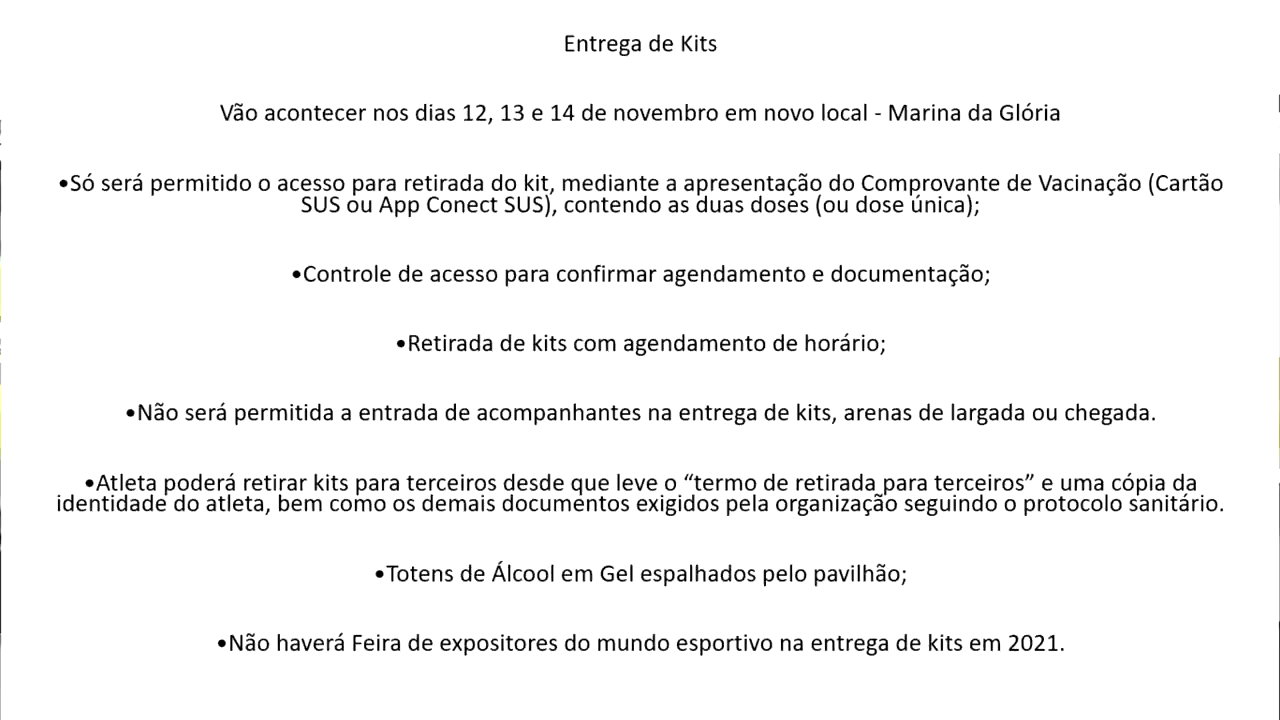 Entrega de Kits
Vão acontecer nos dias 12, 13 e 14 de novembro em novo local - Marina da Glória
•Só será permitido o acesso para retirada do kit, mediante a apresentação do Comprovante de Vacinação (Cartão
SUS ou App Conect SUS), contendo as duas doses (ou dose única);
•Controle de acesso para confirmar agendamento e documentação;
•Retirada de kits com agendamento de horário;
•Não será permitida a entrada de acompanhantes na entrega de kits, arenas de largada ou chegada.
•Atleta poderá retirar kits para terceiros desde que leve o “termo de retirada para terceiros” e uma cópia da
identidade do atleta, bem como os demais documentos exigidos pela organização seguindo o protocolo sanitário.
•Totens de Álcool em Gel espalhados pelo pavilhão;
•Não haverá Feira de expositores do mundo esportivo na entrega de kits em 2021.